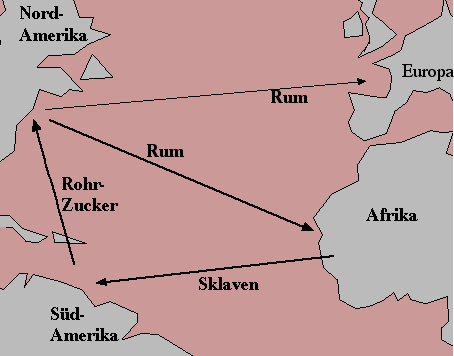 Nord-
Amerika
Europa
Rum
Rum
Rohr-
Zucker
Afrika
Sklaven
Süd-
Amerika